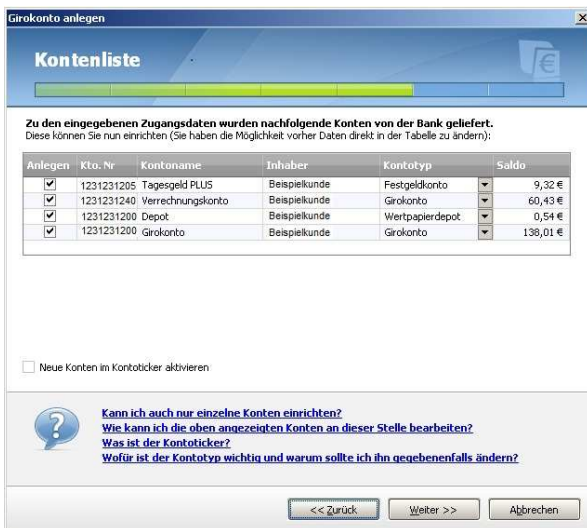 Girokonto anlegen
Kontenliste
Zu den eingegebenen Zugangsdaten wurden nachfolgende Konten von der Bank geliefert.
Diese können Sie nun einrichten (Sie haben die Möglichkeit vorher Daten direkt in der Tabelle zu ändern):
Anlegen Kto. Nr Kontoname Inhaber Kontotyp Saldo
1231231205 Tagesgeld PLUS Beispielkunde Festgeldkonto 9,32 €
1231231240 Verrechnungskonto Beispielkunde Girokonto 60,43 €
1231231200 Depot Beispielkunde Wertpapierdepot 0,54 €
1231231200 Girokonto Beispielkunde Girokonto 138,01 €
Neue Konten im Kontoticker aktivieren
Kann ich auch nur einzelne Konten einrichten?
Wie kann ich die oben angezeigten Konten an dieser Stelle bearbeiten?
Was ist der Kontoticker?
Wofür ist der Kontotyp wichtig und warum sollte ich ihn gegebenenfalls ändern?
<< Zurück Weiter >> Abbrechen